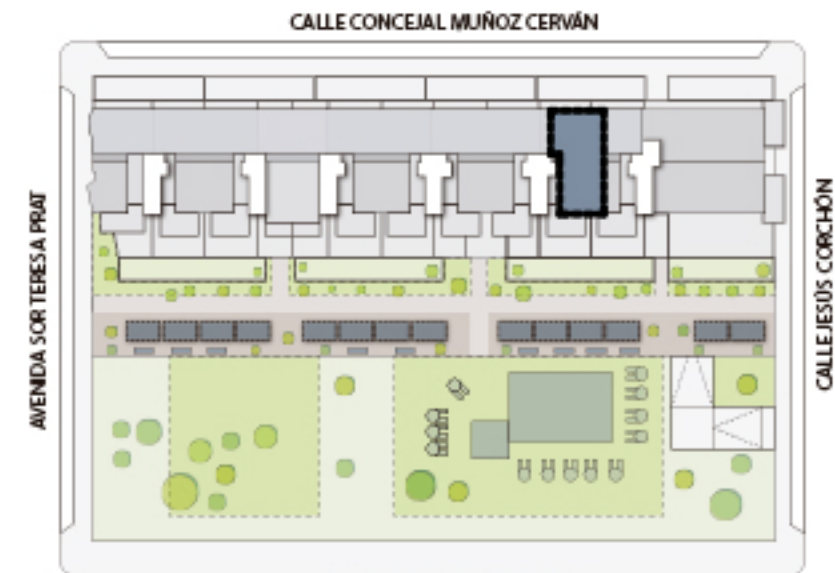 CALLE CONCEJAL MUÑOZ CERVÁN
AVENIDA SOR TERESA PRAT
CALLE JESÚS CORCHÓN